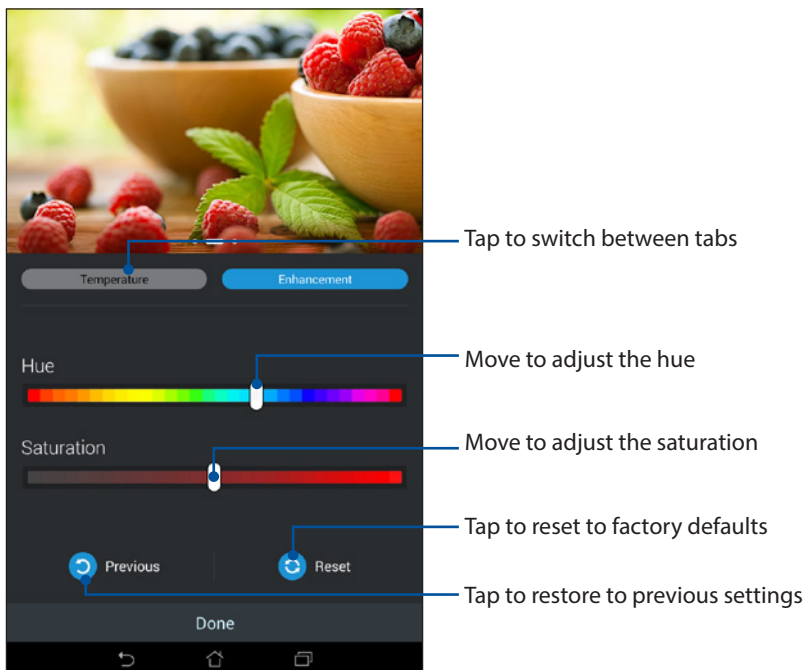 Tap to switch between tabs
Temperature
Enhancement
Hue
Move to adjust the hue
Saturation
Move to adjust the saturation
Tap to reset to factory defaults
Previous
Reset
Tap to restore to previous settings
Done